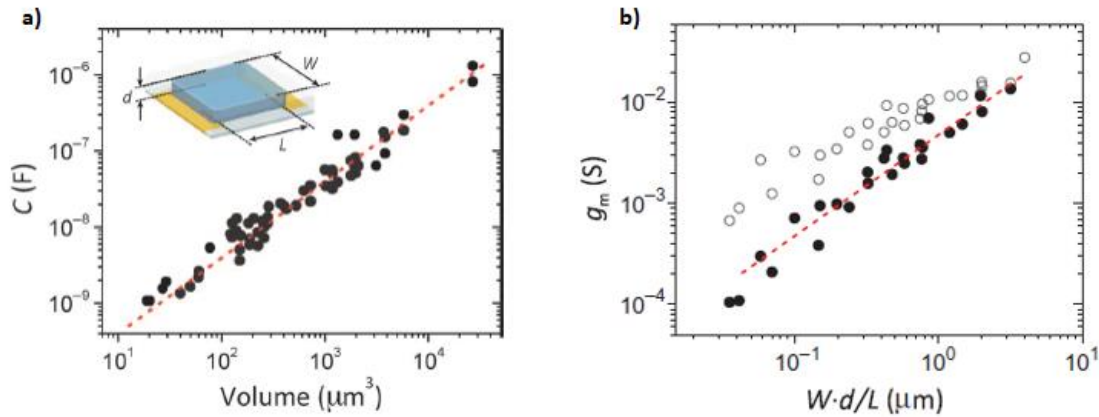 a)
10⁻⁶
10⁻⁷
10⁻⁸
10⁻⁹
C (F)
d
W
L
10¹ 10² 10³ 10⁴
Volume (μm³)
b)
10⁻²
10⁻³
10⁻⁴
gₘ (S)
10⁻¹ 10⁰ 10¹
W·d/L (μm)